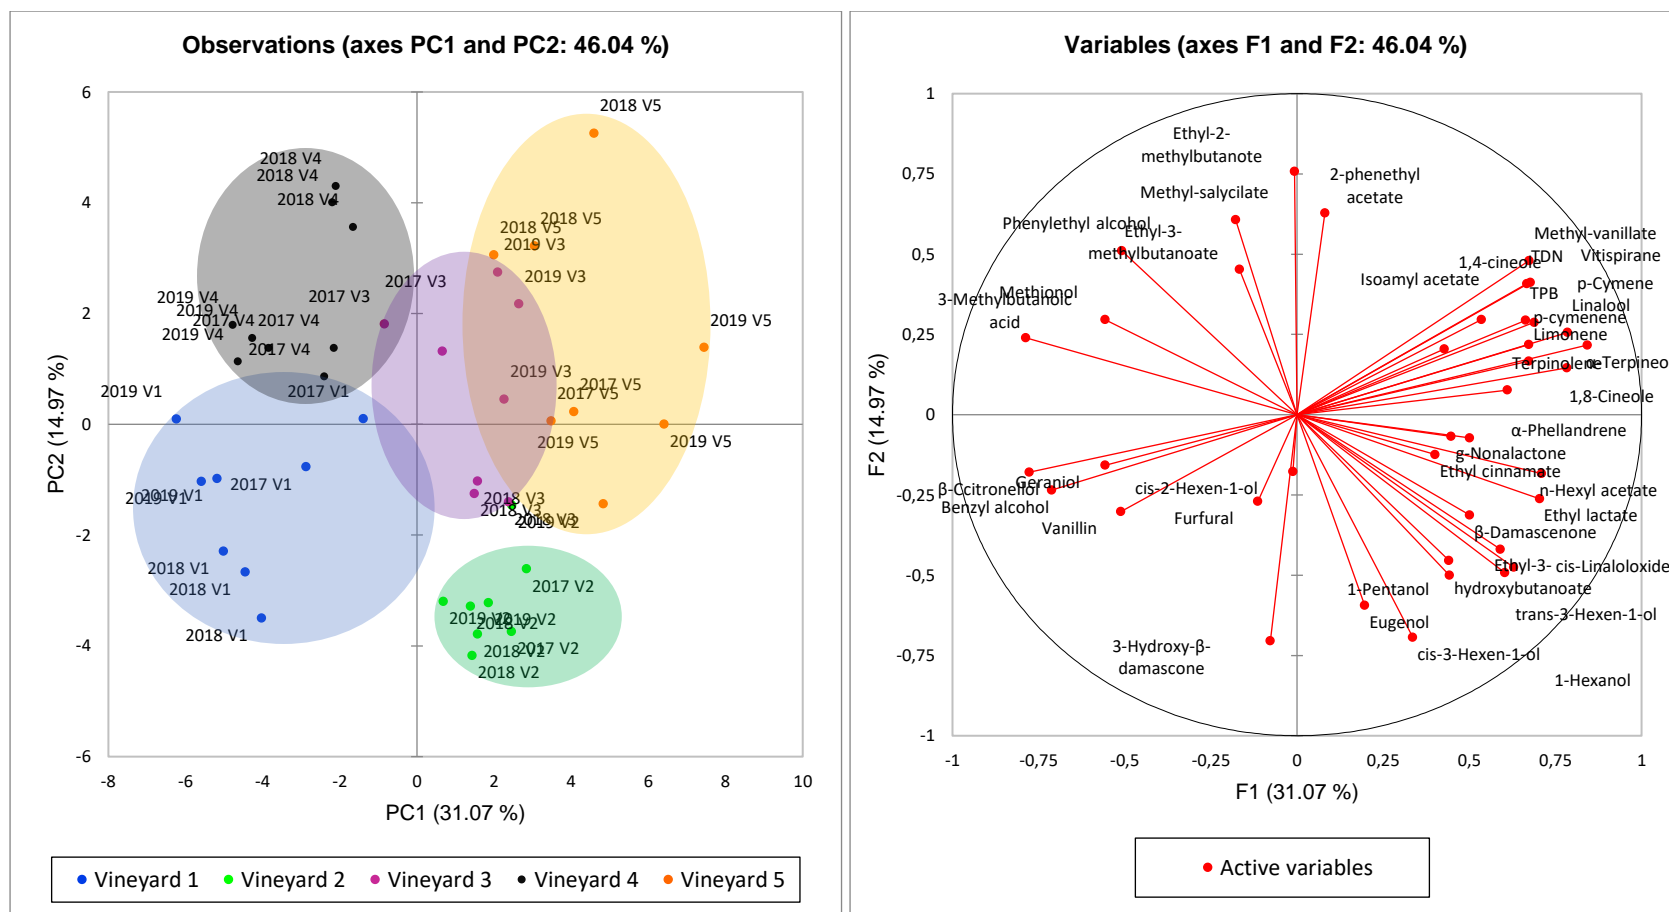 Observations (axes PC1 and PC2: 46.04 %)
6
4
2
0
-2
-4
-6
-8
-6
-4
-2
0
2
4
6
8
10
PC2 (14.97 %)
PC1 (31.07 %)
2018 V5
2018 V4
2018 V4
2018 V4
2018 V5
2018 V5
2019 V3
2019 V3
2017 V3
2017 V3
2019 V4
2019 V4
2017 V4
2017 V4
2019 V4
2017 V4
2019 V5
2019 V3
2017 V5
2017 V5
2019 V1
2017 V1
2019 V5
2019 V5
2017 V1
2019 V1
2019 V1
2018 V3
2018 V3
2018 V3
2019 V2
2018 V1
2018 V1
2018 V1
2017 V2
2019 V2
2019 V2
2018 V2
2018 V2
2017 V2
2018 V2
Vineyard 1
Vineyard 2
Vineyard 3
Vineyard 4
Vineyard 5
Variables (axes F1 and F2: 46.04 %)
1
0,75
0,5
0,25
0
-0,25
-0,5
-0,75
-1
-1
-0,75
-0,5
-0,25
0
0,25
0,5
0,75
1
F2 (14.97 %)
F1 (31.07 %)
Ethyl-2-
methylbutanote
2-phenethyl
acetate
Methyl-salycilate
Phenylethyl alcohol
Ethyl-3-
methylbutanoate
Methyl-vanillate
TDN
Vitispirane
1,4-cineole
Isoamyl acetate
p-Cymene
Methionol
3-Methylbutanoic
acid
TPB
Linalool
p-cymenene
Limonene
Terpinolene
α-Terpineo
1,8-Cineole
α-Phellandrene
g-Nonalactone
Ethyl cinnamate
Geraniol
β-Ccitronellol
Benzyl alcohol
cis-2-Hexen-1-ol
n-Hexyl acetate
Vanillin
Furfural
Ethyl lactate
β-Damascenone
Ethyl-3-
hydroxybutanoate
cis-Linaloloxide
1-Pentanol
trans-3-Hexen-1-ol
Eugenol
3-Hydroxy-β-
damascone
cis-3-Hexen-1-ol
1-Hexanol
Active variables